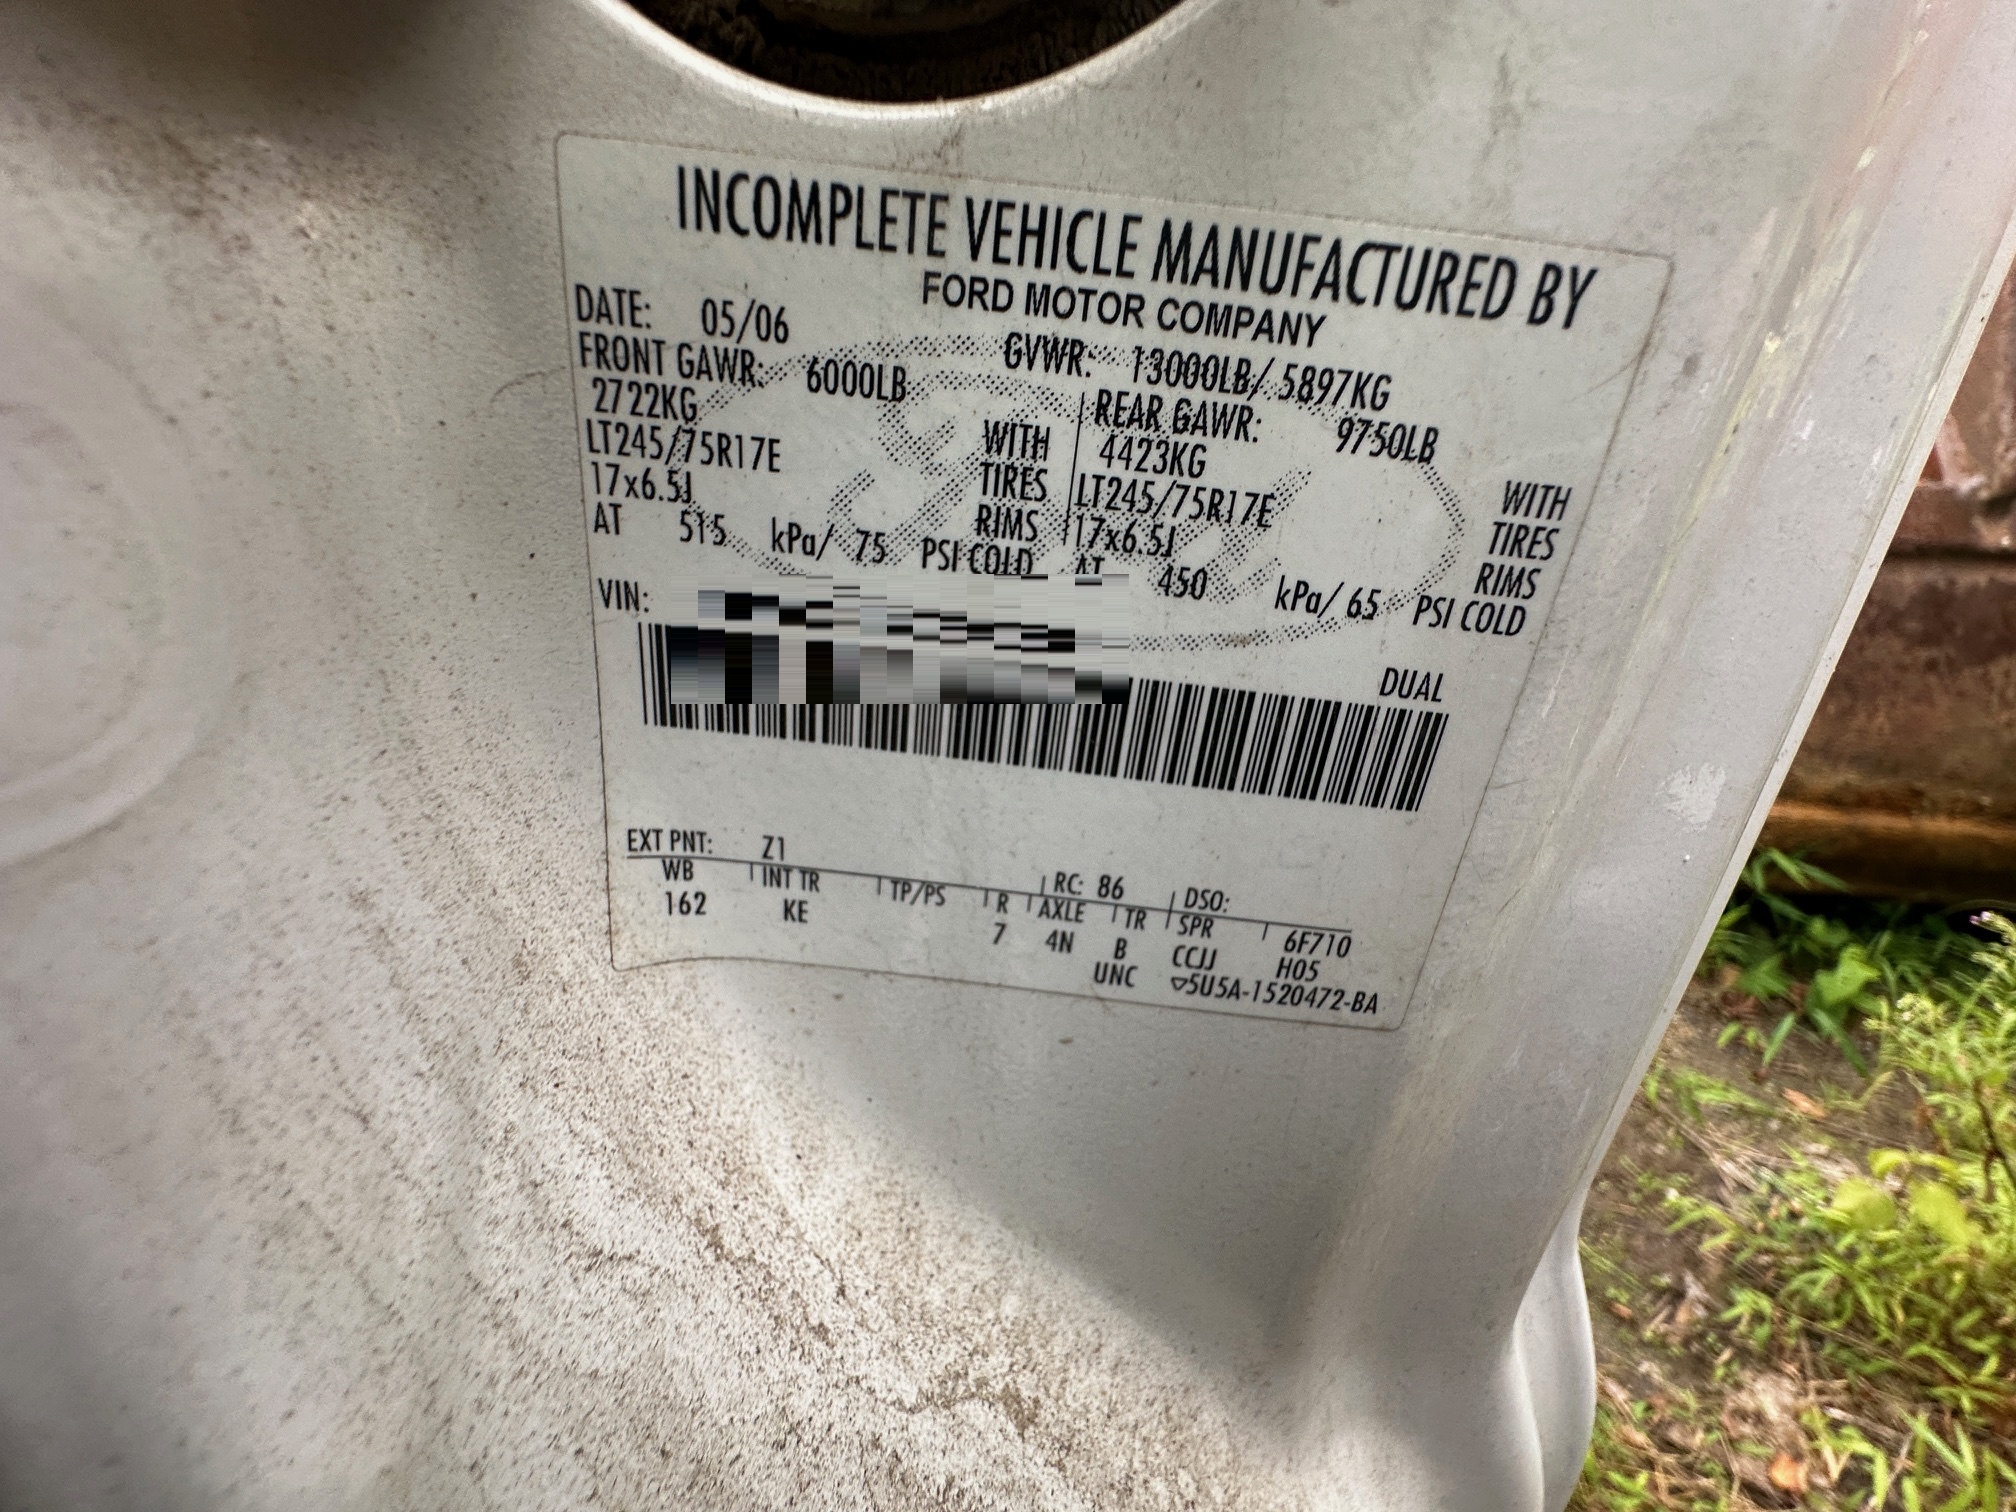 INCOMPLETE VEHICLE MANUFACTURED BY
FORD MOTOR COMPANY
DATE: 05/06 GVWR: 13000LB/ 5897KG
FRONT GAWR: 6000LB REAR GAWR: 9750LB
2722KG WITH 4423KG WITH
LT245/75R17E TIRES LT245/75R17E TIRES
17x6.5J RIMS 17x6.5J RIMS
AT 515 kPa/ 75 PSI COLD AT 450 kPa/ 65 PSI COLD
VIN:
DUAL
EXT PNT: Z1 RC: 86 DSO:
WB INT TR TP/PS R AXLE TR SPR 6F710
162 KE 7 4N B CCJJ H05
UNC ▽5U5A-1520472-BA